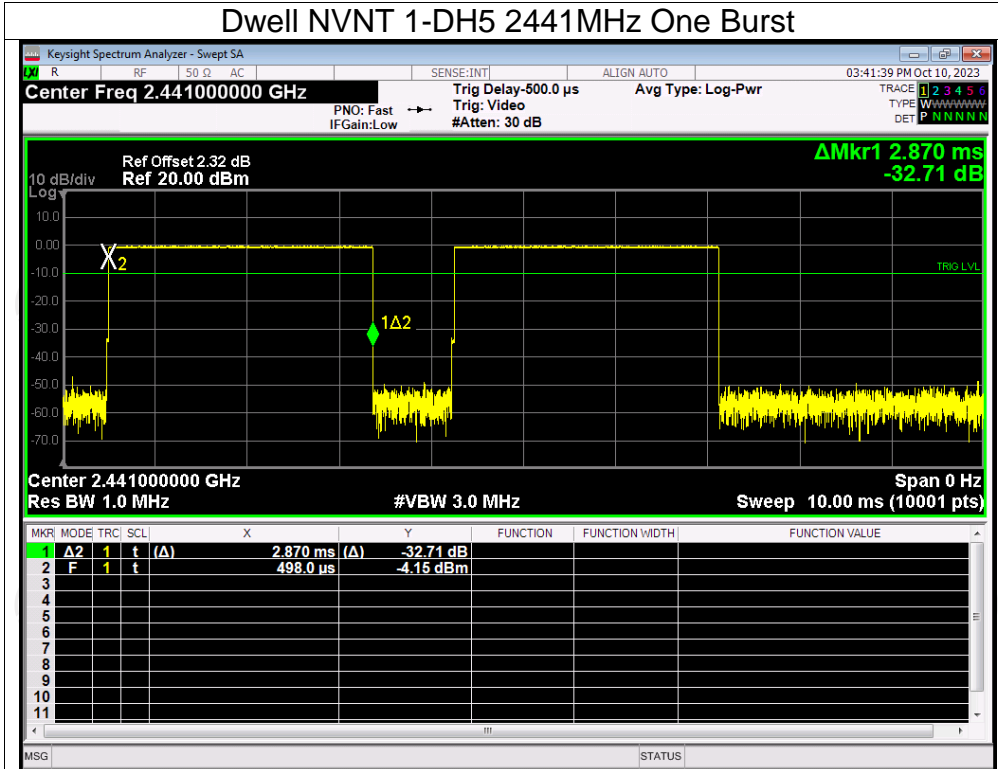 Dwell NVNT 1-DH5 2441MHz One Burst
Keysight Spectrum Analyzer - Swept SA
LXI R RF 50 Ω AC SENSE:INT ALIGN AUTO 03:41:39 PM Oct 10, 2023
Center Freq 2.441000000 GHz
PNO: Fast
IFGain:Low
Trig Delay-500.0 µs
Trig: Video
#Atten: 30 dB
Avg Type: Log-Pwr
TRACE 1 2 3 4 5 6
TYPE WWWWWW
DET P N N N N N
ΔMkr1 2.870 ms
-32.71 dB
Ref Offset 2.32 dB
10 dB/div Ref 20.00 dBm
Log
10.0
0.00
-10.0
-20.0
-30.0
-40.0
-50.0
-60.0
-70.0
2
1Δ2
TRIG LVL
Center 2.441000000 GHz Span 0 Hz
Res BW 1.0 MHz #VBW 3.0 MHz Sweep 10.00 ms (10001 pts)
MKR MODE TRC SCL X Y FUNCTION FUNCTION WIDTH FUNCTION VALUE
1 Δ2 1 t (Δ) 2.870 ms (Δ) -32.71 dB
2 F 1 t 498.0 µs -4.15 dBm
3
4
5
6
7
8
9
10
11
MSG STATUS